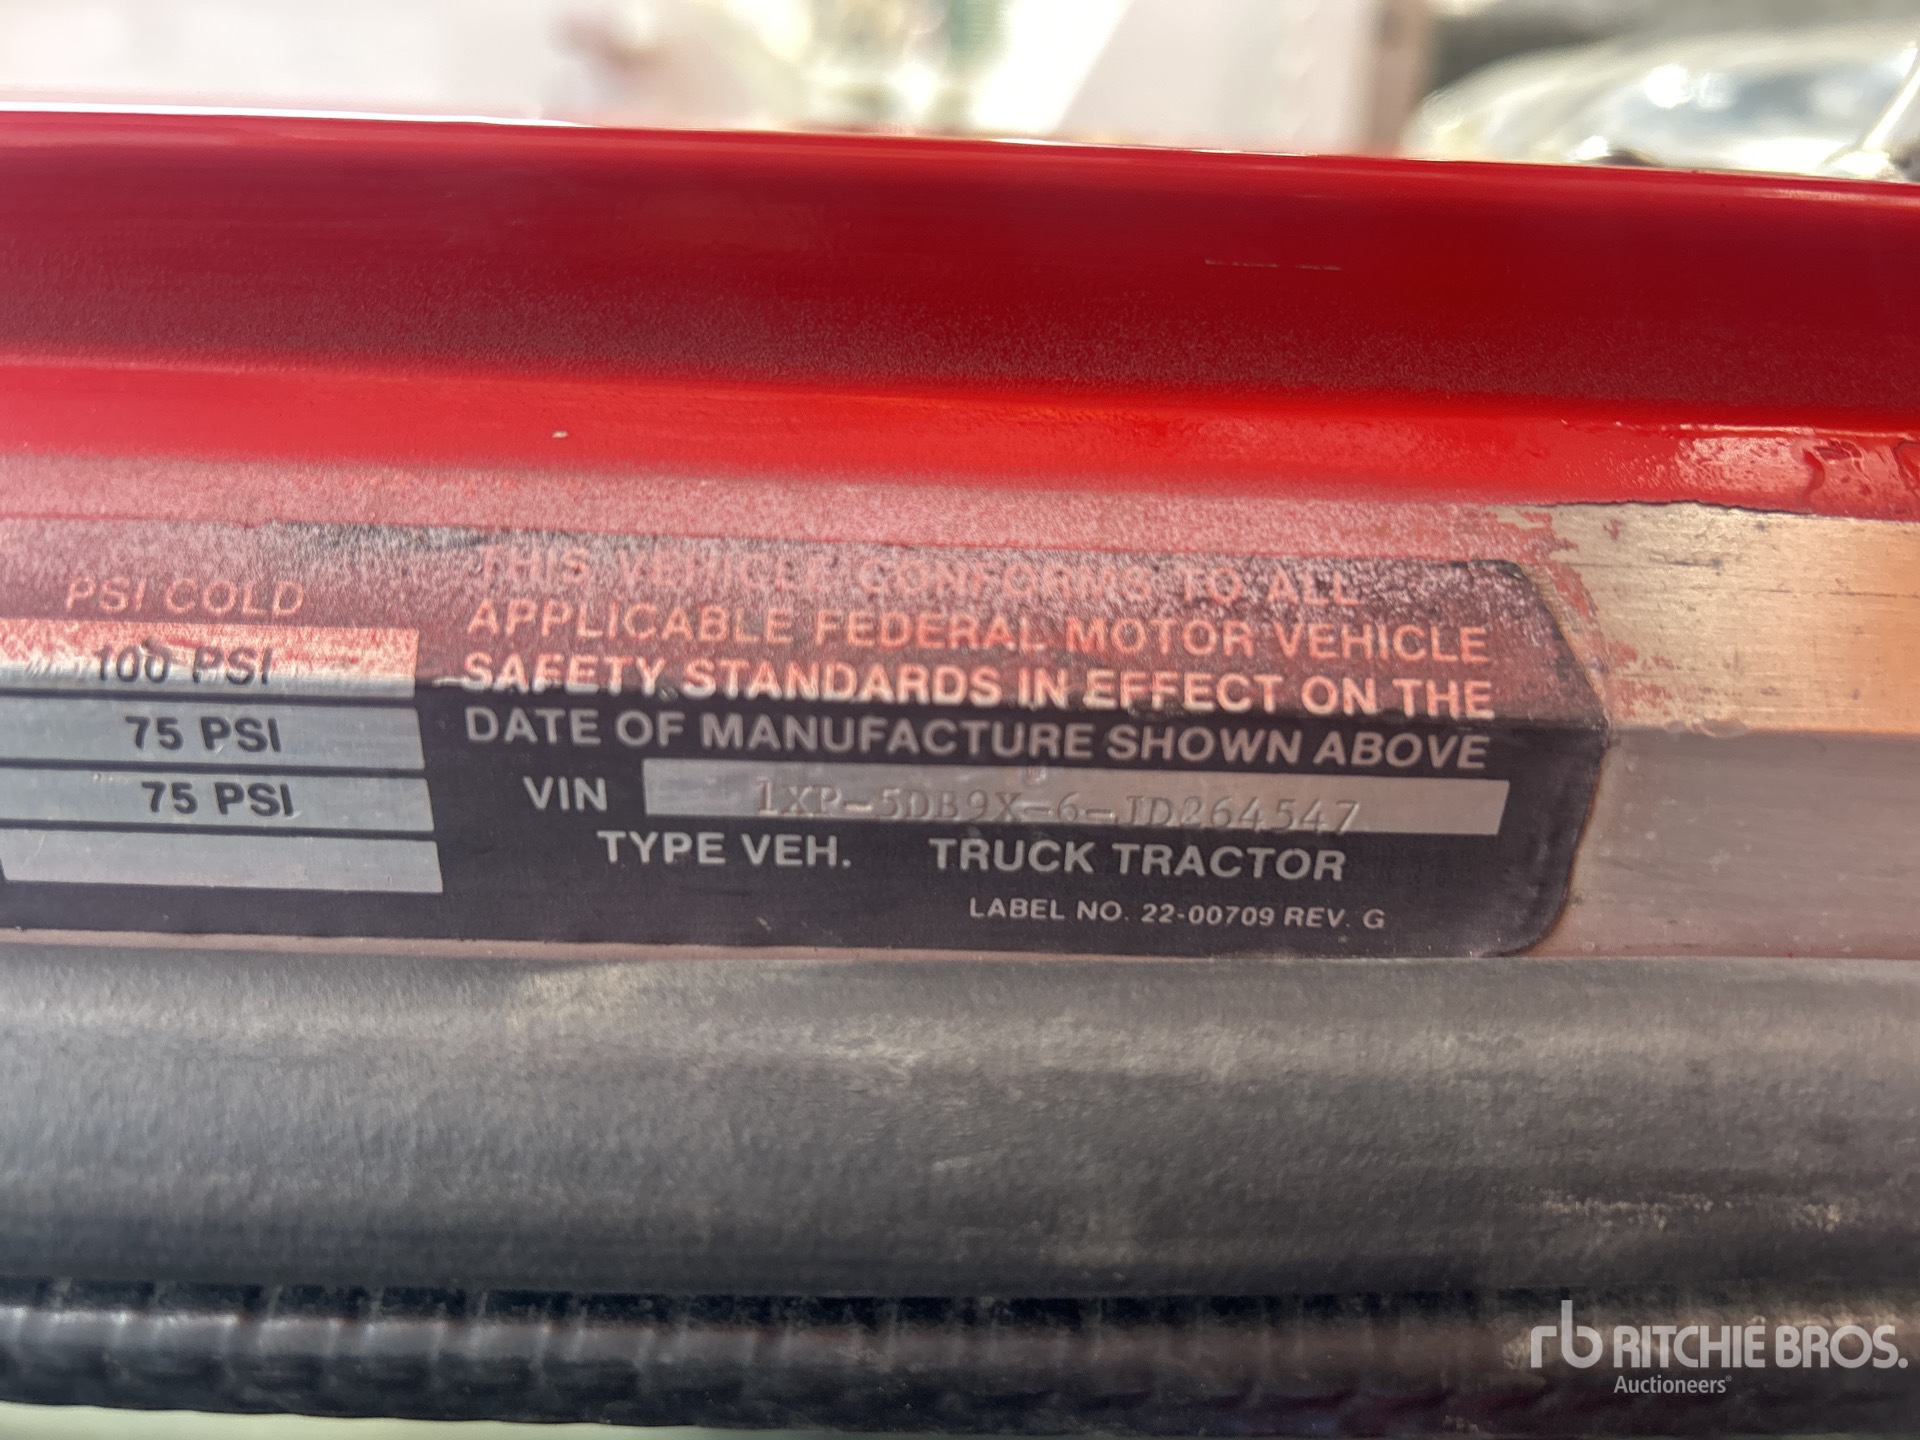 PSI COLD
100 PSI
75 PSI
75 PSI
THIS VEHICLE CONFORMS TO ALL
APPLICABLE FEDERAL MOTOR VEHICLE
SAFETY STANDARDS IN EFFECT ON THE
DATE OF MANUFACTURE SHOWN ABOVE
VIN 1XP-5DB9X-6-JD264547
TYPE VEH. TRUCK TRACTOR
LABEL NO. 22-00709 REV. G
rb RITCHIE BROS.
Auctioneers